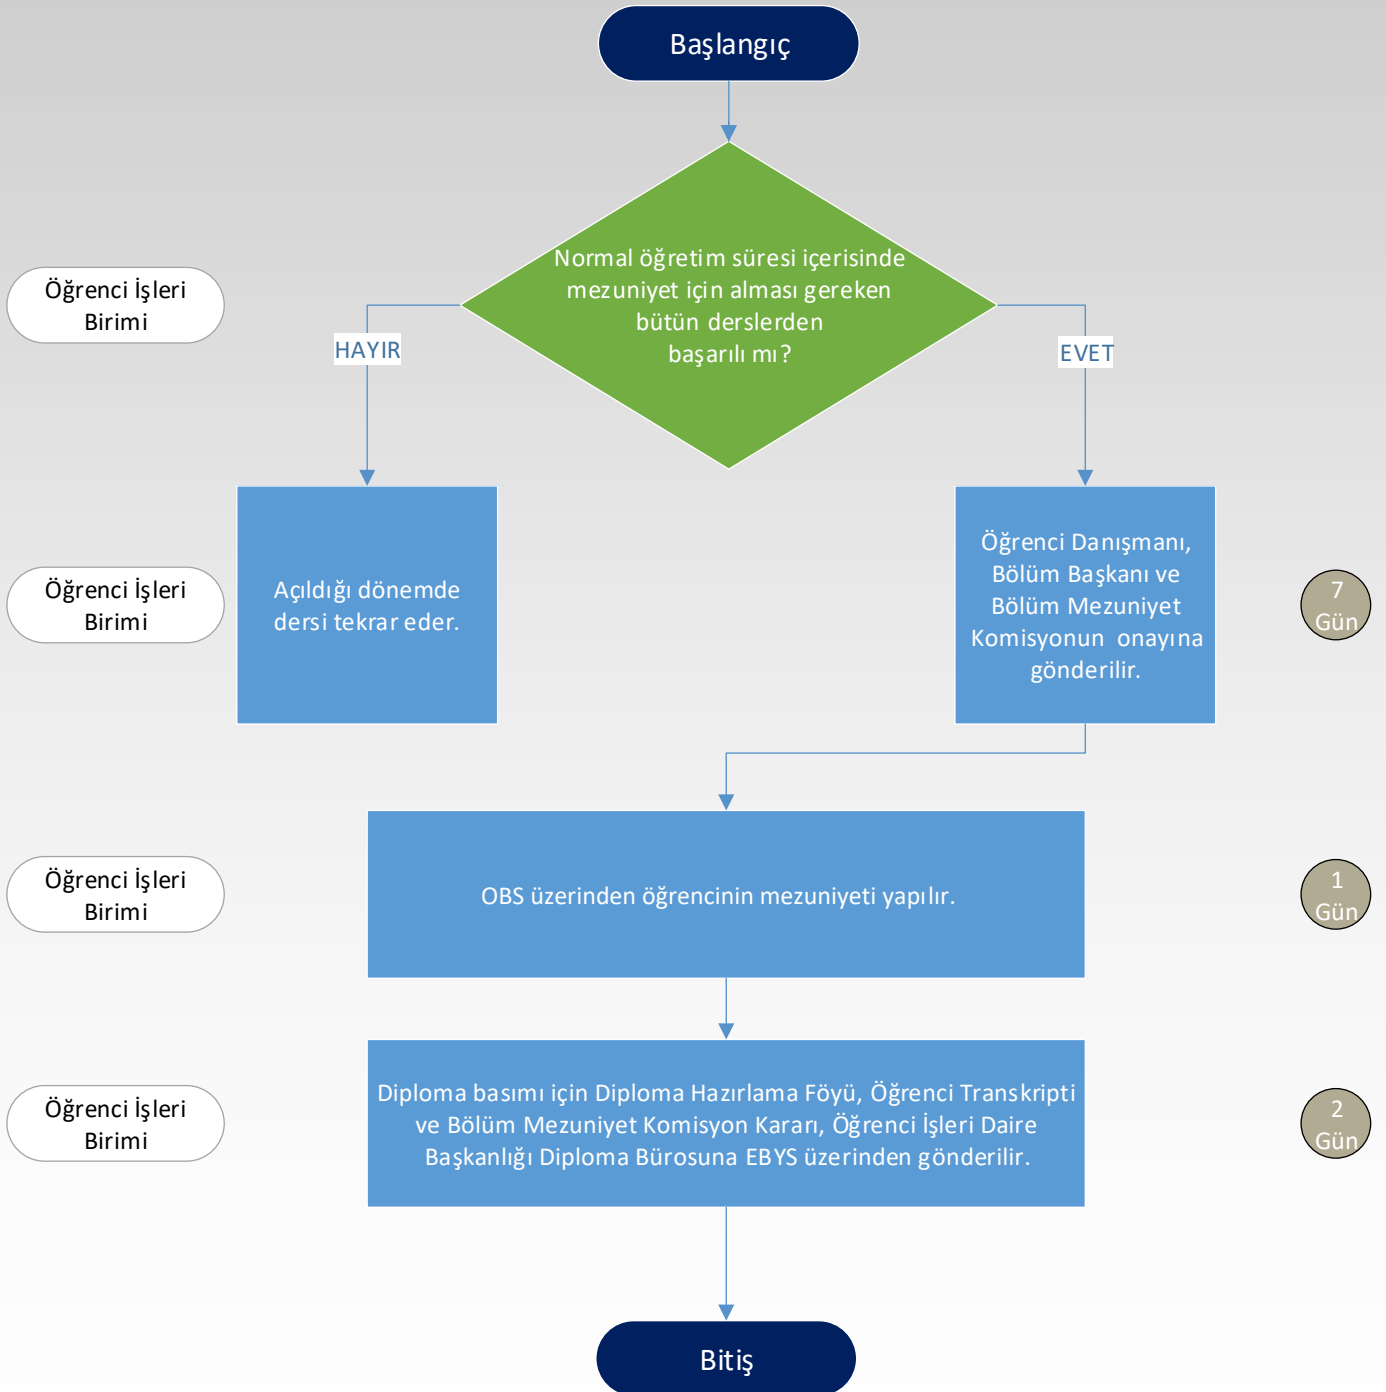 Başlangıç
Normal öğretim süresi içerisinde
mezuniyet için alması gereken
bütün derslerden
başarılı mı?
Öğrenci İşleri
Birimi
HAYIR
EVET
Öğrenci İşleri
Birimi
Açıldığı dönemde
dersi tekrar eder.
Öğrenci Danışmanı,
Bölüm Başkanı ve
Bölüm Mezuniyet
Komisyonun onayına
gönderilir.
7
Gün
Öğrenci İşleri
Birimi
OBS üzerinden öğrencinin mezuniyeti yapılır.
1
Gün
Öğrenci İşleri
Birimi
Diploma basımı için Diploma Hazırlama Föyü, Öğrenci Transkripti
ve Bölüm Mezuniyet Komisyon Kararı, Öğrenci İşleri Daire
Başkanlığı Diploma Bürosuna EBYS üzerinden gönderilir.
2
Gün
Bitiş